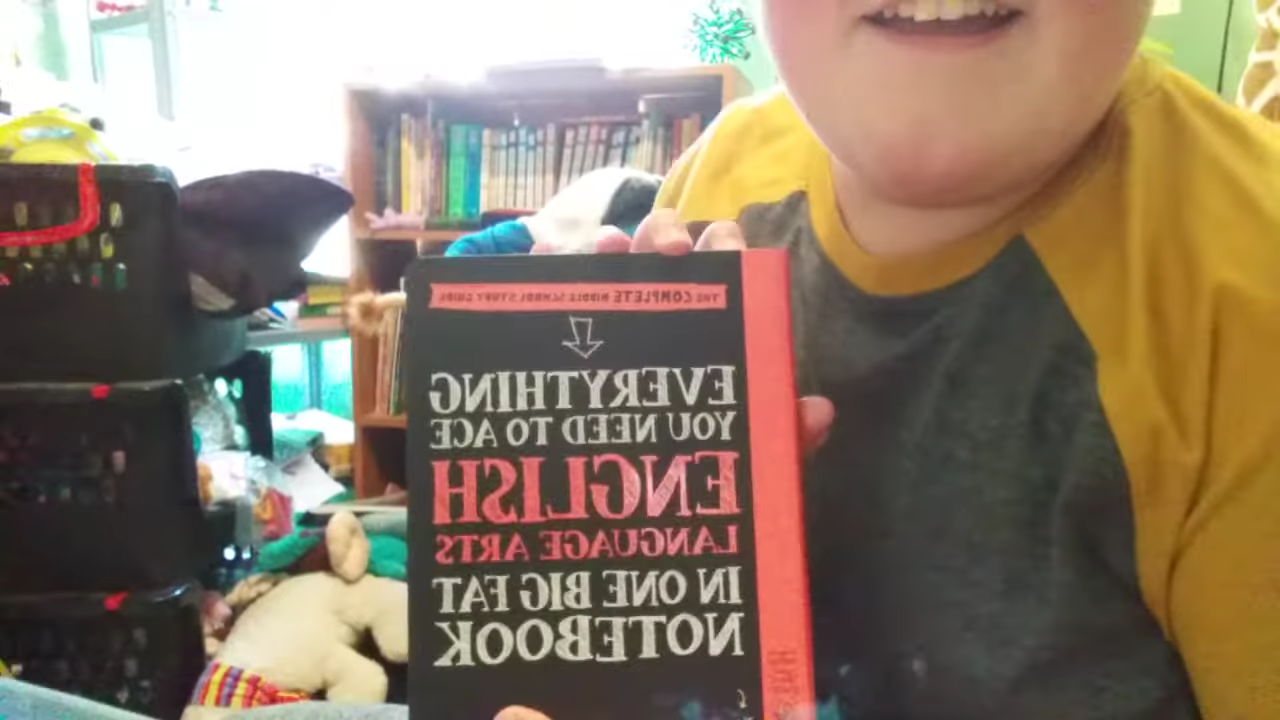 THE COMPLETE MIDDLE SCHOOL STUDY GUIDE
EVERYTHING
YOU NEED TO ACE
ENGLISH
LANGUAGE ARTS
IN ONE BIG FAT
NOTEBOOK